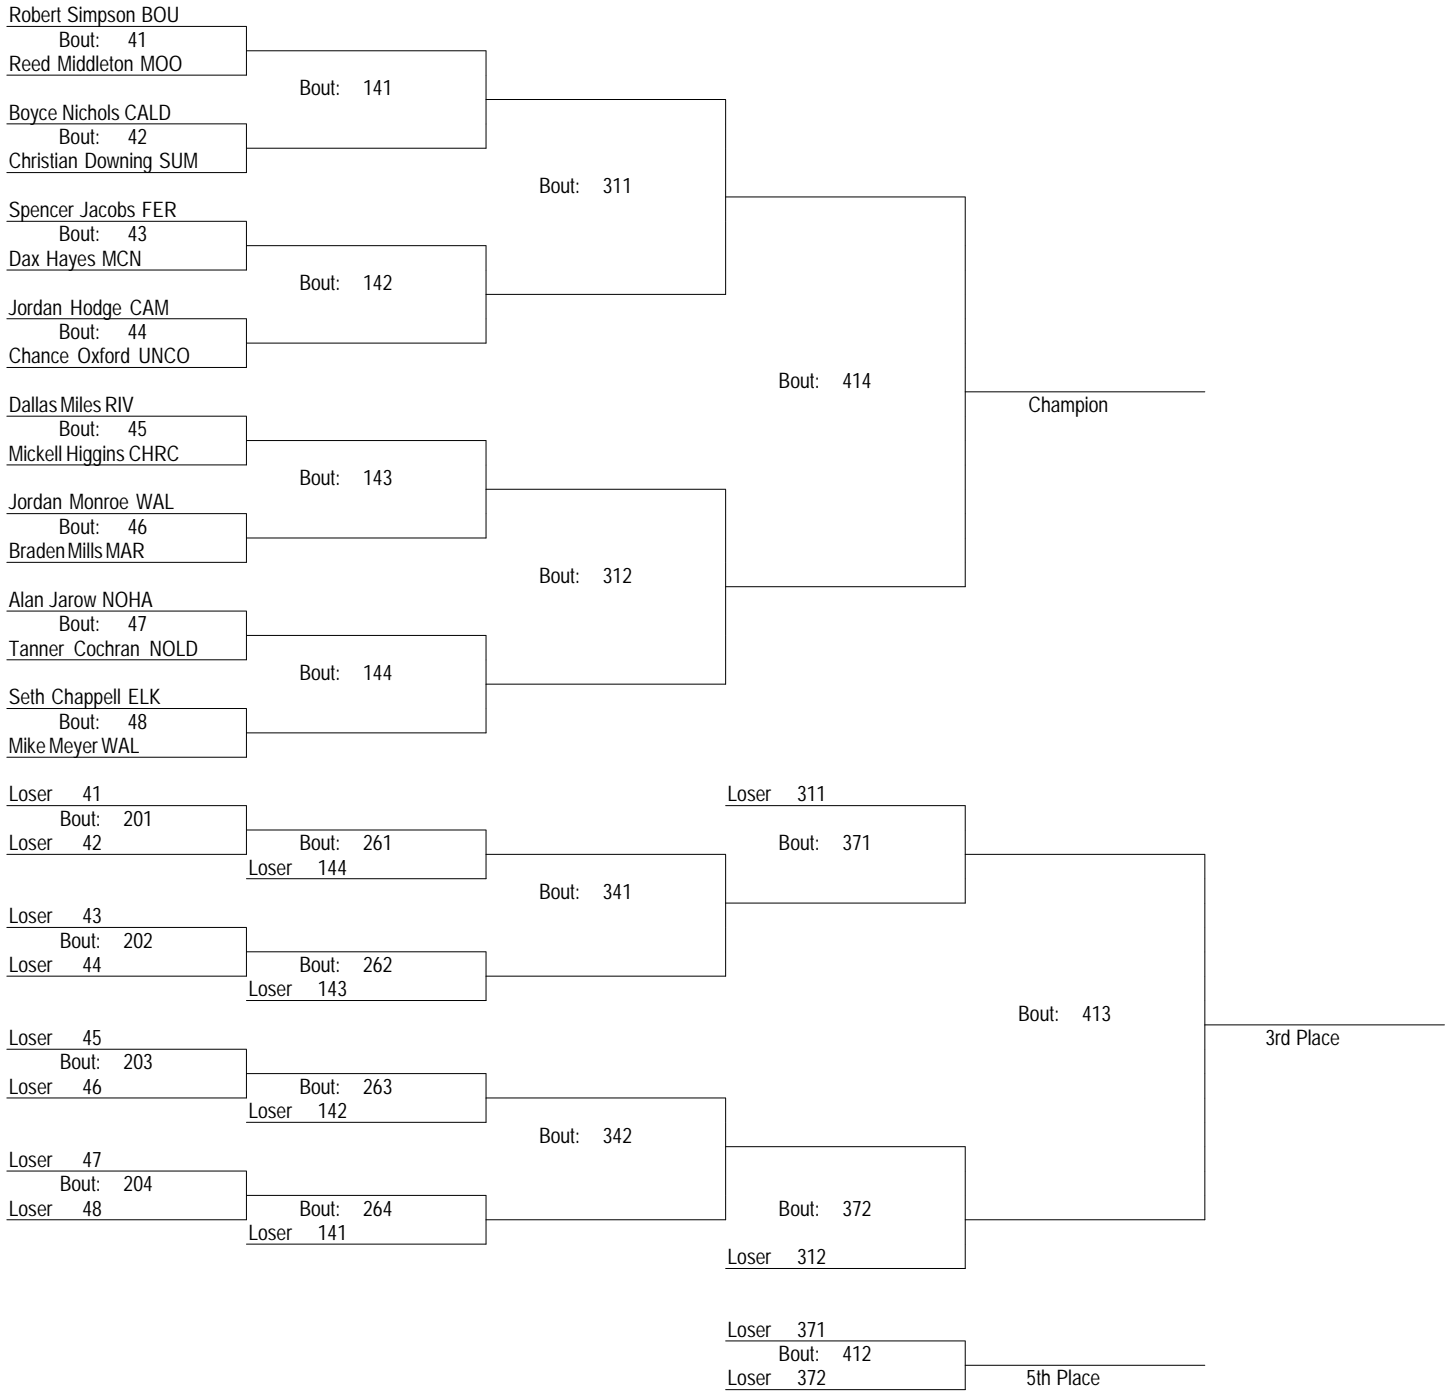 Robert Simpson BOU
Bout: 41
Reed Middleton MOO
Bout: 141
Boyce Nichols CALD
Bout: 42
Christian Downing SUM
Bout: 311
Spencer Jacobs FER
Bout: 43
Dax Hayes MCN
Bout: 142
Jordan Hodge CAM
Bout: 44
Chance Oxford UNCO
Bout: 414
Champion
Dallas Miles RIV
Bout: 45
Mickell Higgins CHRC
Bout: 143
Jordan Monroe WAL
Bout: 46
Braden Mills MAR
Bout: 312
Alan Jarow NOHA
Bout: 47
Tanner Cochran NOLD
Bout: 144
Seth Chappell ELK
Bout: 48
Mike Meyer WAL
Loser 41
Bout: 201
Loser 42
Bout: 261
Loser 144
Loser 311
Bout: 371
Bout: 341
Loser 43
Bout: 202
Loser 44
Bout: 262
Loser 143
Bout: 413
3rd Place
Loser 45
Bout: 203
Loser 46
Bout: 263
Loser 142
Bout: 342
Loser 47
Bout: 204
Loser 48
Bout: 264
Loser 141
Bout: 372
Loser 312
Loser 371
Bout: 412
Loser 372
5th Place